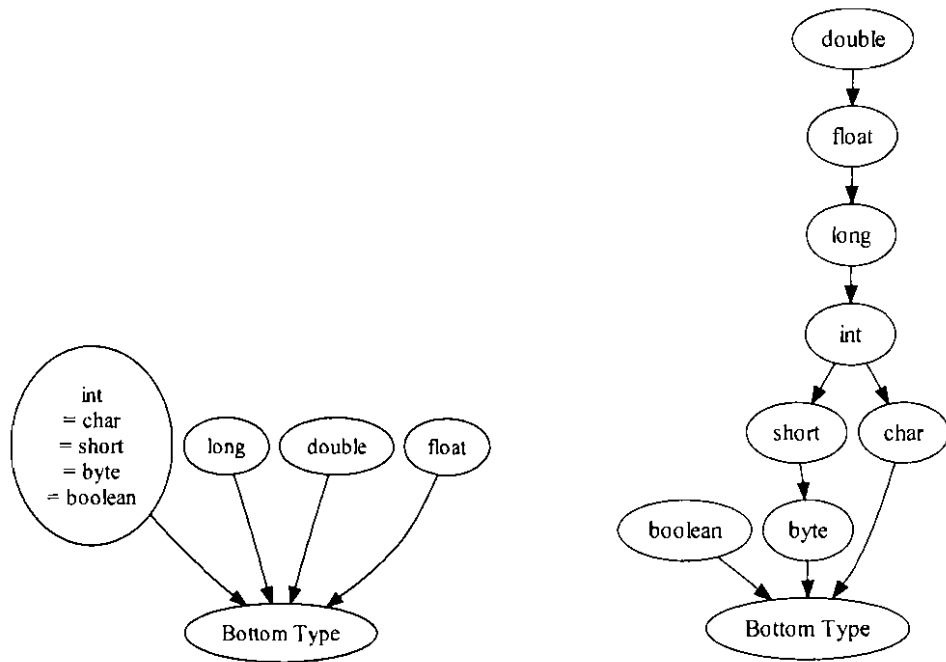 int
= char
= short
= byte
= boolean
long
double
float
Bottom Type
double
float
long
int
short
char
boolean
byte
Bottom Type